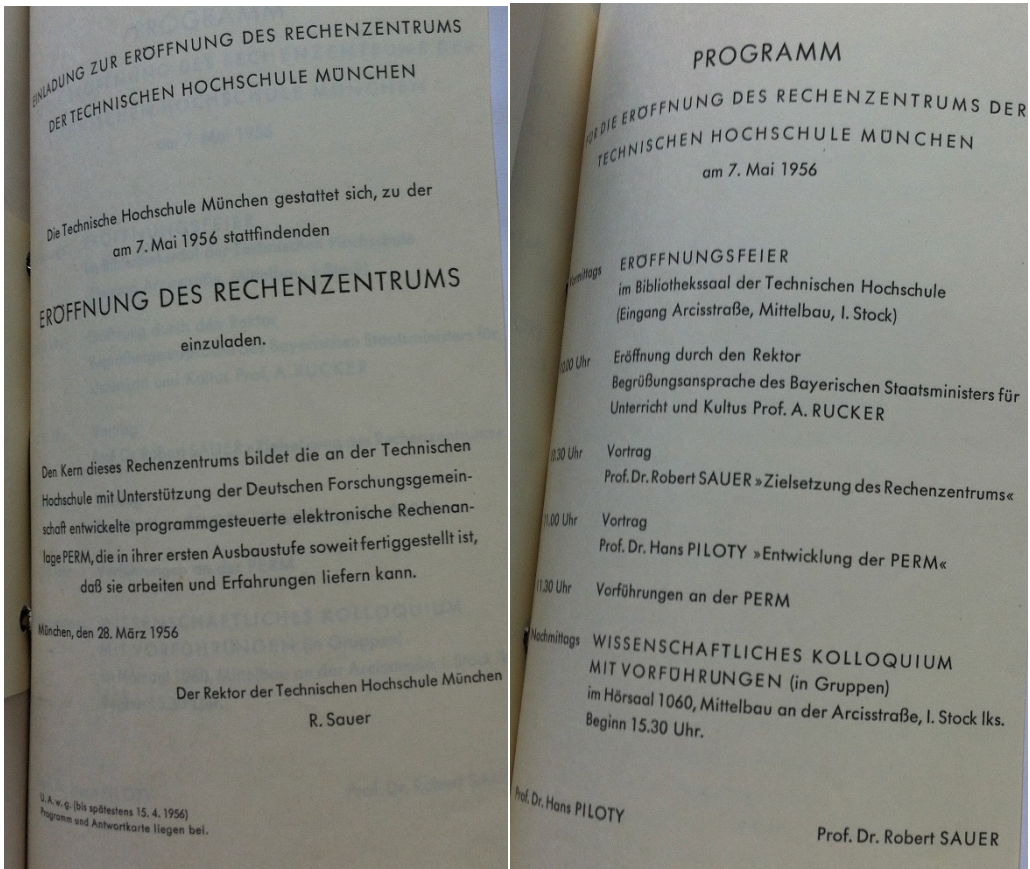 EINLADUNG ZUR ERÖFFNUNG DES RECHENZENTRUMS
DER TECHNISCHEN HOCHSCHULE MÜNCHEN
Die Technische Hochschule München gestattet sich, zu der
am 7. Mai 1956 stattfindenden
ERÖFFNUNG DES RECHENZENTRUMS
einzuladen.
Den Kern dieses Rechenzentrums bildet die an der Technischen
Hochschule mit Unterstützung der Deutschen Forschungsgemein-
schaft entwickelte programmgesteuerte elektronische Rechenan-
lage PERM, die in ihrer ersten Ausbaustufe soweit fertiggestellt ist,
daß sie arbeiten und Erfahrungen liefern kann.
München, den 28. März 1956
Der Rektor der Technischen Hochschule München
R. Sauer
U. A. w. g. (bis spätestens 15. 4. 1956)
Programm und Antwortkarte liegen bei.
PROGRAMM
FÜR DIE ERÖFFNUNG DES RECHENZENTRUMS DER
TECHNISCHEN HOCHSCHULE MÜNCHEN
am 7. Mai 1956
Vormittags ERÖFFNUNGSFEIER
im Bibliothekssaal der Technischen Hochschule
(Eingang Arcisstraße, Mittelbau, I. Stock)
10.00 Uhr Eröffnung durch den Rektor
Begrüßungsansprache des Bayerischen Staatsministers für
Unterricht und Kultus Prof. A. RUCKER
10.30 Uhr Vortrag
Prof. Dr. Robert SAUER »Zielsetzung des Rechenzentrums«
11.00 Uhr Vortrag
Prof. Dr. Hans PILOTY »Entwicklung der PERM«
11.30 Uhr Vorführungen an der PERM
Nachmittags WISSENSCHAFTLICHES KOLLOQUIUM
MIT VORFÜHRUNGEN (in Gruppen)
im Hörsaal 1060, Mittelbau an der Arcisstraße, I. Stock lks.
Beginn 15.30 Uhr.
Prof. Dr. Hans PILOTY
Prof. Dr. Robert SAUER